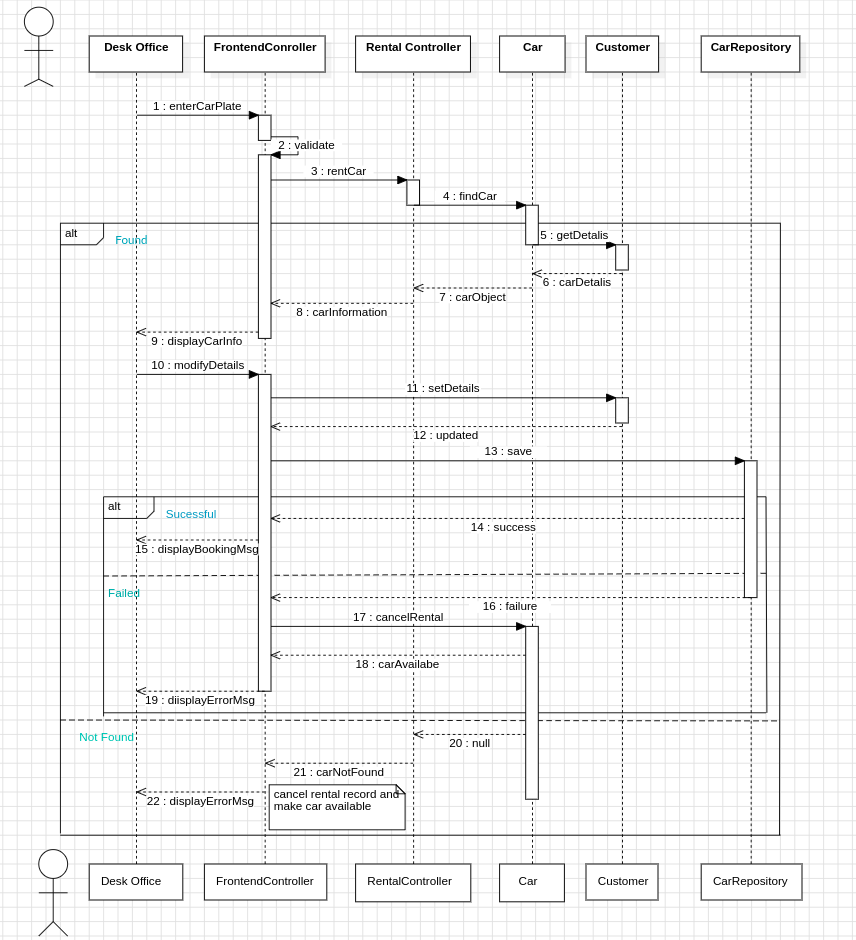 Desk Office
FrontendConroller
Rental Controller
Car
Customer
CarRepository
1 : enterCarPlate
2 : validate
3 : rentCar
4 : findCar
alt
Found
5 : getDetalis
6 : carDetalis
7 : carObject
8 : carInformation
9 : displayCarInfo
10 : modifyDetails
11 : setDetails
12 : updated
13 : save
alt
Sucessful
14 : success
15 : displayBookingMsg
Failed
16 : failure
17 : cancelRental
18 : carAvailabe
19 : diisplayErrorMsg
Not Found
20 : null
21 : carNotFound
22 : displayErrorMsg
cancel rental record and
make car available
Desk Office
FrontendController
RentalController
Car
Customer
CarRepository